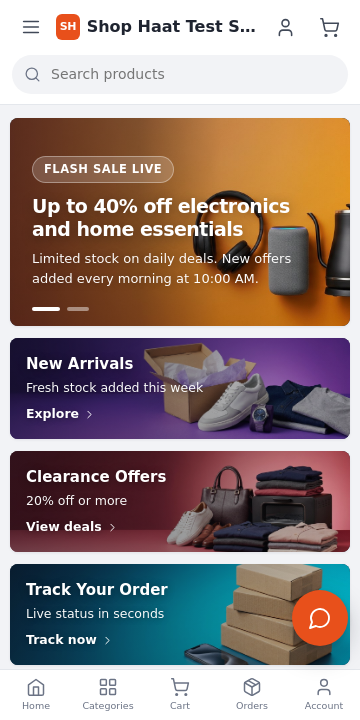 SH
Shop Haat Test S...
Search products
FLASH SALE LIVE
Up to 40% off electronics
and home essentials
Limited stock on daily deals. New offers
added every morning at 10:00 AM.
New Arrivals
Fresh stock added this week
Explore
Clearance Offers
20% off or more
View deals
Track Your Order
Live status in seconds
Track now
Home
Categories
Cart
Orders
Account